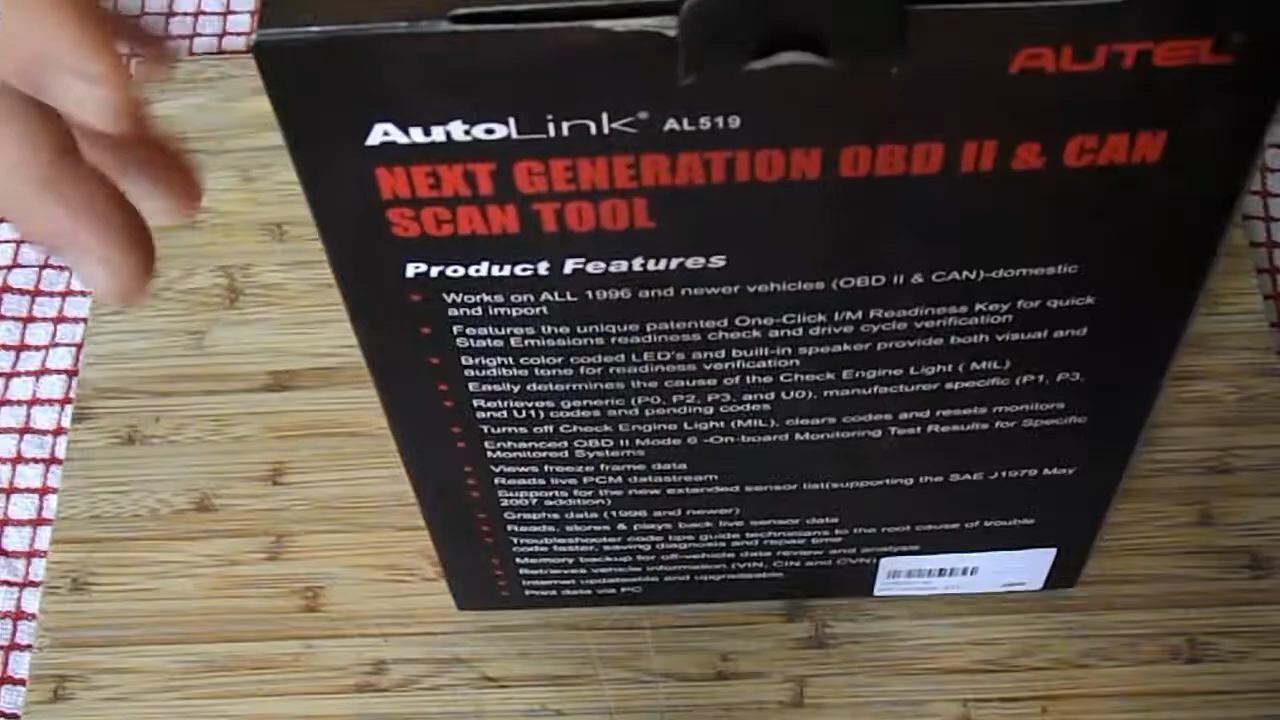 AUTEL
AutoLink® AL519
NEXT GENERATION OBD II & CAN
SCAN TOOL
Product Features
Works on ALL 1996 and newer vehicles (OBD II & CAN)-domestic
and import
Features the unique patented One-Click I/M Readiness Key for quick
State Emissions readiness check and drive cycle verification
Bright color coded LED's and built-in speaker provide both visual and
audible tone for readiness verification
Easily determines the cause of the Check Engine Light ( MIL)
Retrieves generic (P0, P2, P3, and U0), manufacturer specific (P1, P3,
and U1) codes and pending codes
Turns off Check Engine Light (MIL), clears codes and resets monitors
Enhanced OBD II Mode 6 -On-board Monitoring Test Results for Specific
Monitored Systems
Views freeze frame data
Reads live PCM datastream
Supports for the new extended sensor list(supporting the SAE J1979 May
2007 addition)
Graphs data (1996 and newer)
Reads, stores & plays back live sensor data
Troubleshooter code tips guide technicians to the root cause of trouble
code faster, saving diagnosis and repair time
Memory backup for off-vehicle data review and analysis
Retrieves vehicle information (VIN, CIN and CVN)
Internet updateable and upgradeable
Print data via PC